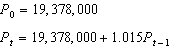 P₀ = 19,378,000
Pₜ = 19,378,000 + 1.015Pₜ₋₁